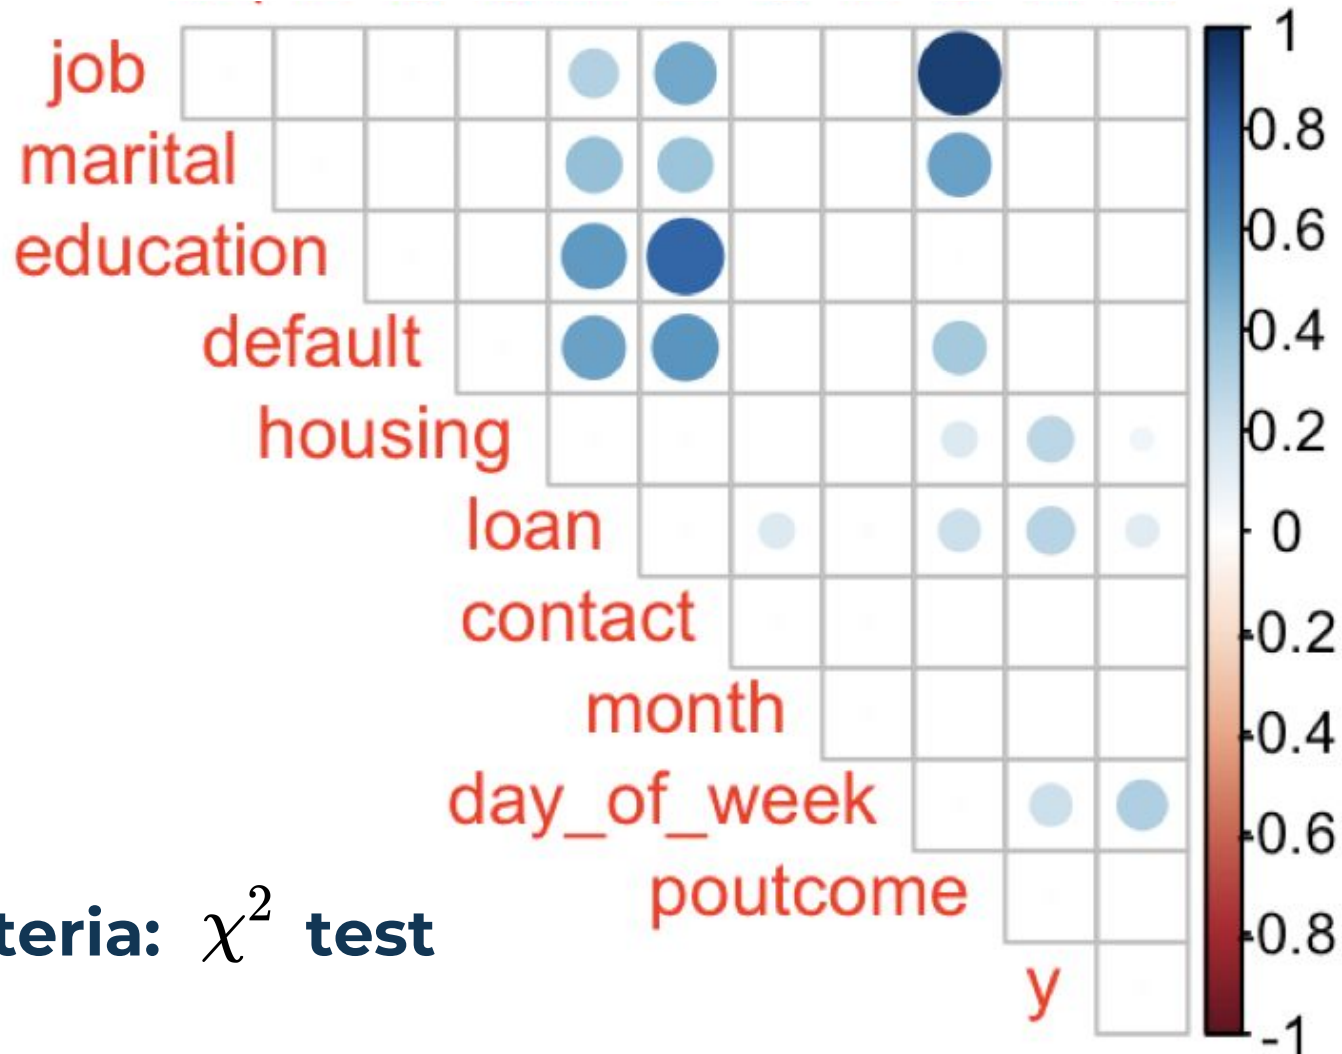 job
marital
education
default
housing
loan
contact
month
day_of_week
poutcome
y
1
0.8
0.6
0.4
0.2
0
-0.2
-0.4
-0.6
-0.8
-1
teria: χ² test